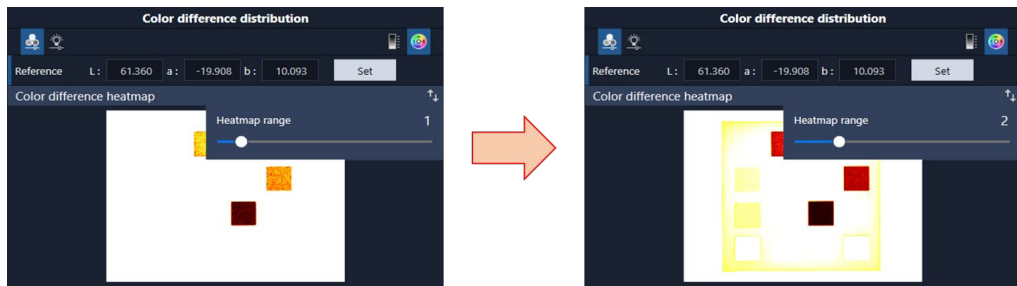 Color difference distribution
Reference L: 61.360 a: -19.908 b: 10.093 Set
Color difference heatmap
Heatmap range 1
Color difference distribution
Reference L: 61.360 a: -19.908 b: 10.093 Set
Color difference heatmap
Heatmap range 2